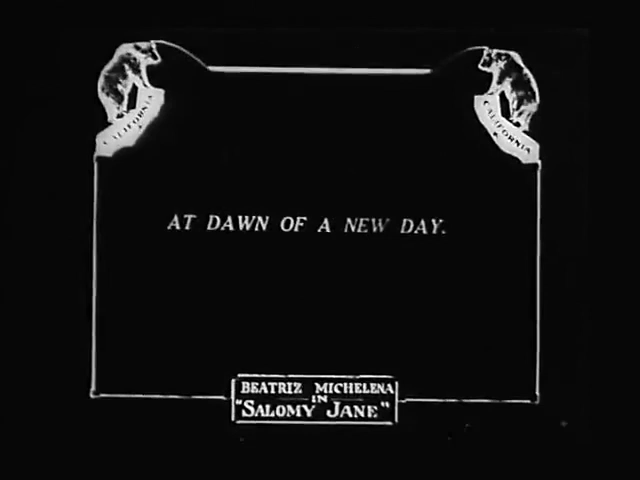 CALIFORNIA
CALIFORNIA
AT DAWN OF A NEW DAY.
BEATRIZ MICHELENA
IN
"SALOMY JANE"